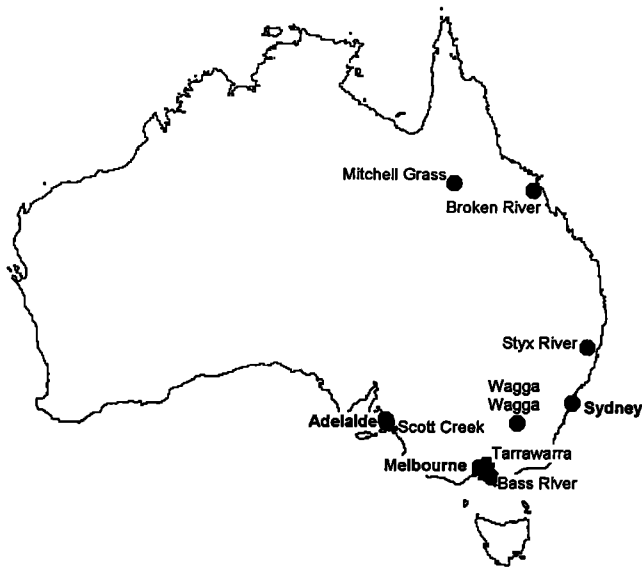 Mitchell Grass
Broken River
Styx River
Wagga
Wagga
Sydney
Adelaide
Scott Creek
Tarrawarra
Melbourne
Bass River